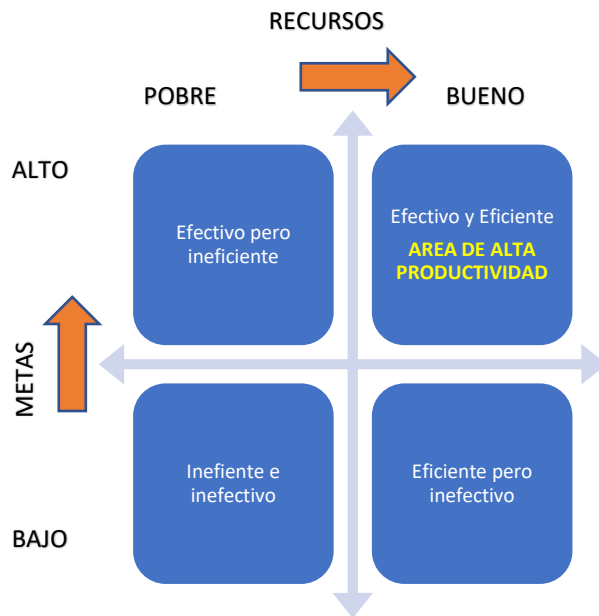 RECURSOS
POBRE
BUENO
ALTO
Efectivo pero
ineficiente
Efectivo y Eficiente
AREA DE ALTA
PRODUCTIVIDAD
METAS
Inefiente e
inefectivo
Eficiente pero
inefectivo
BAJO